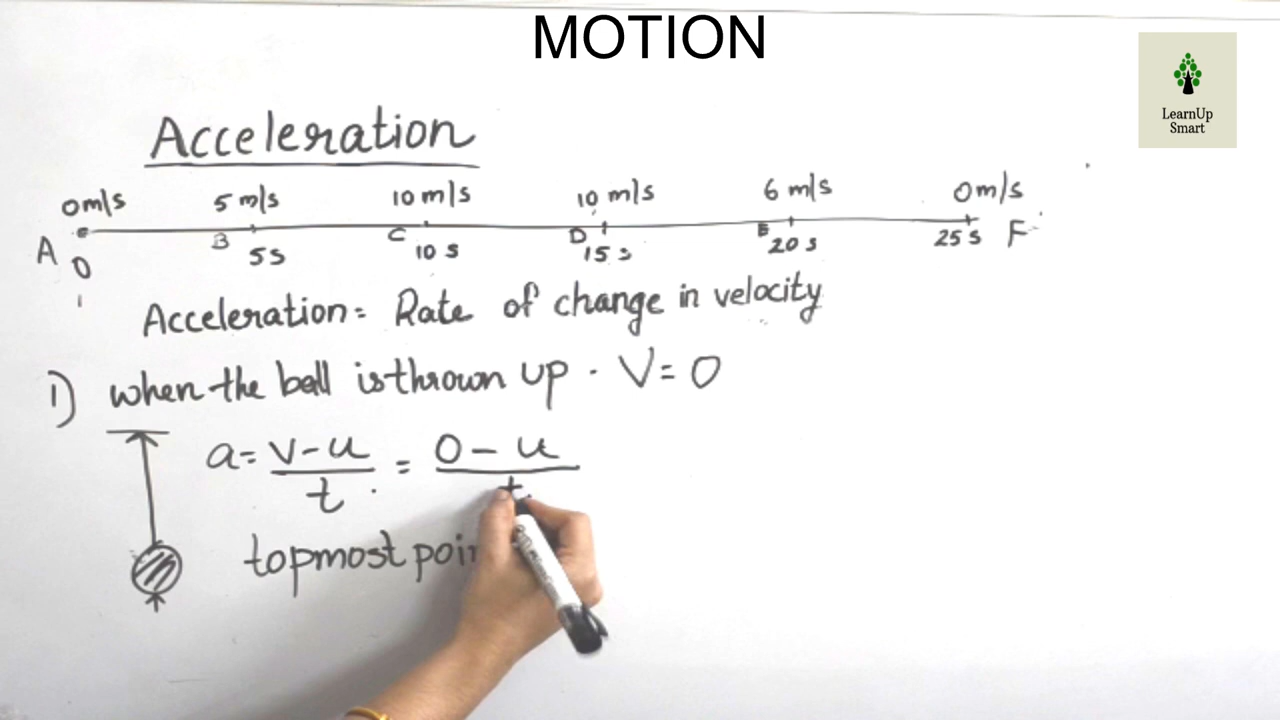 MOTION
LearnUp
Smart
Acceleration
0m/s 5 m/s 10 m/s 10 m/s 6 m/s 0m/s
A B C D E F
0 5s 10 s 15 s 20 s 25 s
Acceleration = Rate of change in velocity
1) when the ball is thrown up . V = 0
a = v - u / t = 0 - u / t
topmost poin